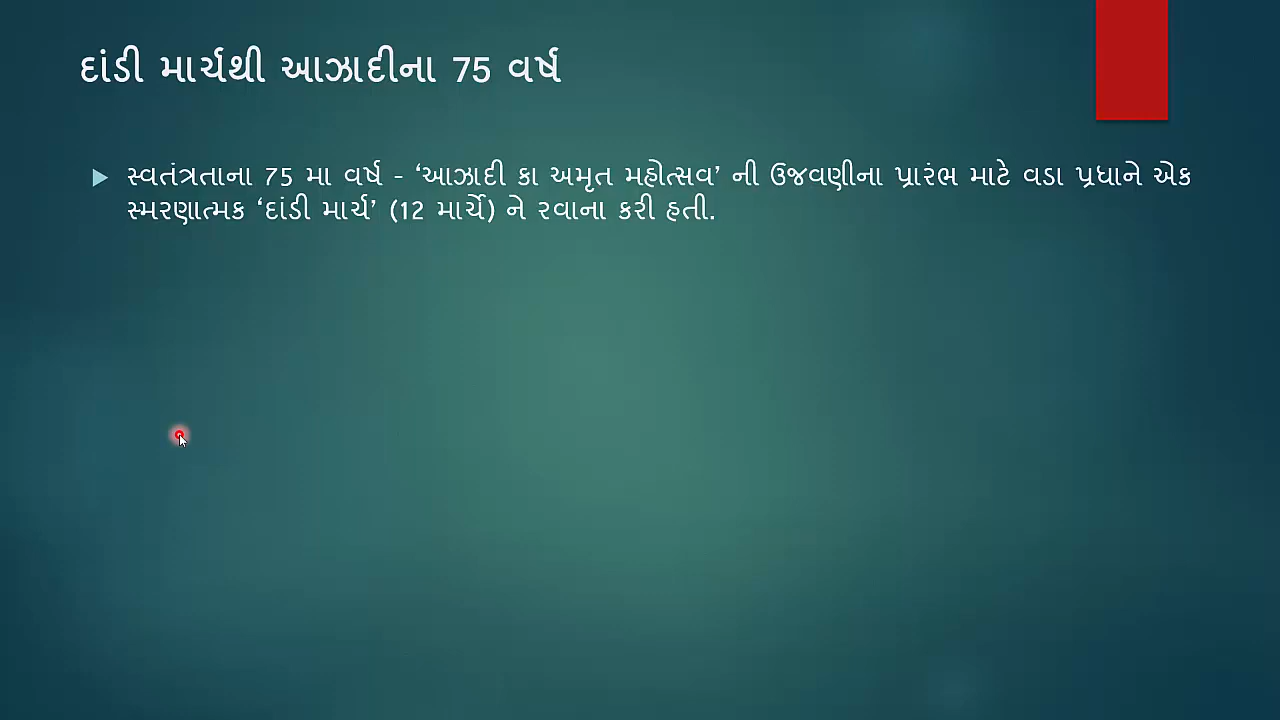 દાંડી માર્ચથી આઝાદીના 75 વર્ષ
સ્વતંત્રતાના 75 મા વર્ષ - ‘આઝાદી કા અમૃત મહોત્સવ’ ની ઉજવણીના પ્રારંભ માટે વડા પ્રધાને એક
સ્મરણાત્મક ‘દાંડી માર્ચ’ (12 માર્ચે) ને રવાના કરી હતી.